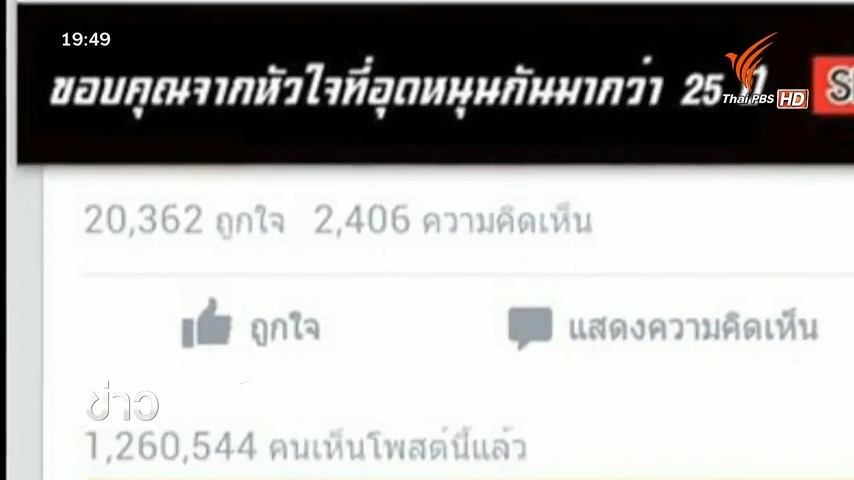 19:49
ขอบคุณจากหัวใจที่อุดหนุนกันมากว่า 25 ปี
Thai PBS HD
20,362 ถูกใจ 2,406 ความคิดเห็น
ถูกใจ แสดงความคิดเห็น
ข่าว
1,260,544 คนเห็นโพสต์นี้แล้ว